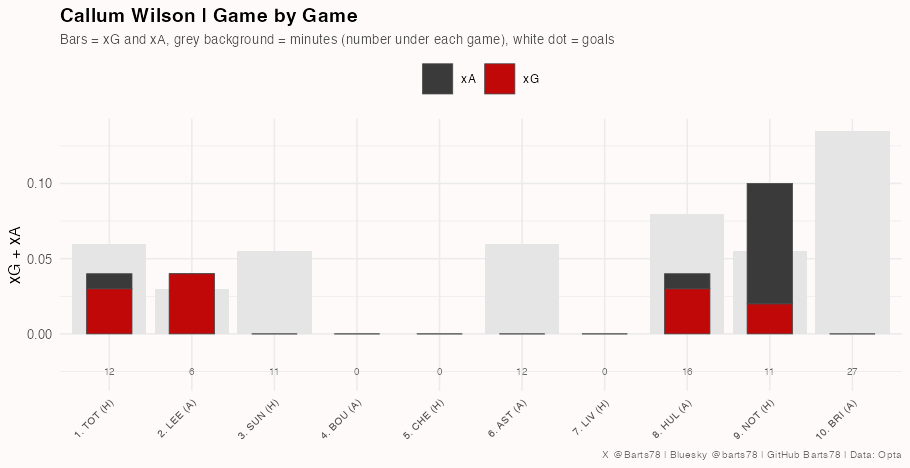 Callum Wilson | Game by Game
Bars = xG and xA, grey background = minutes (number under each game), white dot = goals
xA xG
xG + xA
0.10
0.05
0.00
12 6 11 0 0 12 0 16 11 27
1. TOT (H) 2. LEE (A) 3. SUN (H) 4. BOU (A) 5. CHE (H) 6. AST (A) 7. LIV (H) 8. HUL (A) 9. NOT (H) 10. BRI (A)
X @Barts78 | Bluesky @barts78 | GitHub Barts78 | Data: Opta